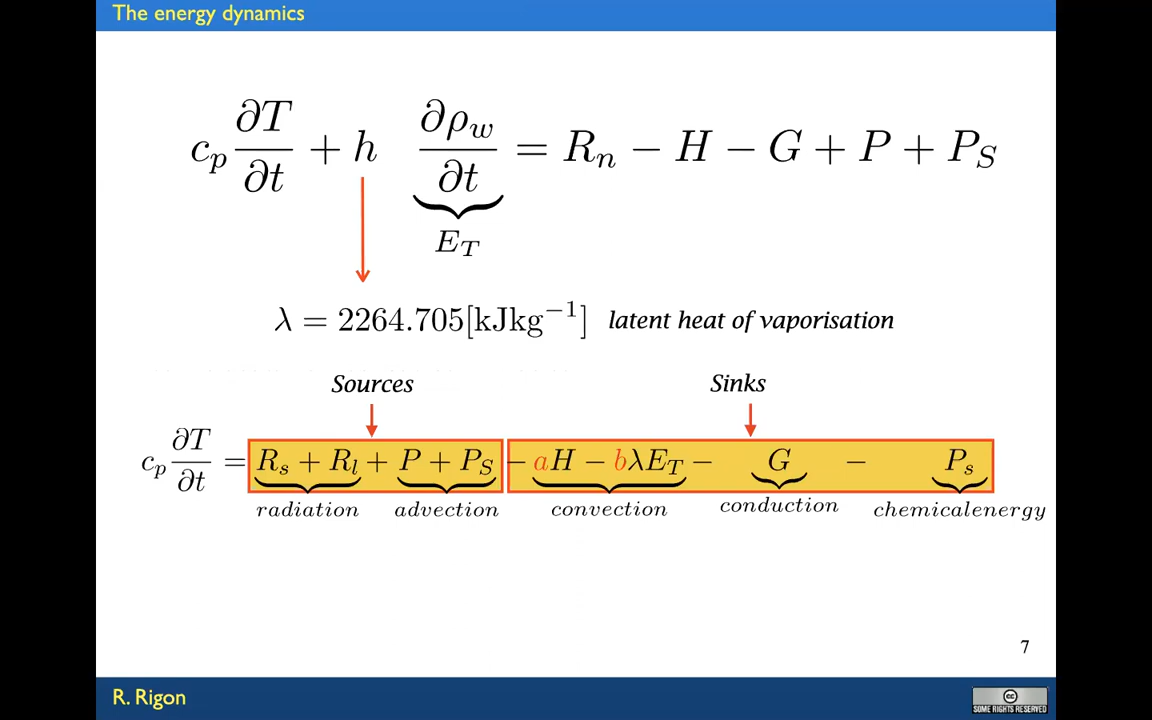 The energy dynamics
c_p ∂T/∂t + h ∂ρ_w/∂t = R_n − H − G + P + P_S
E_T
λ = 2264.705[kJkg⁻¹] latent heat of vaporisation
Sources Sinks
c_p ∂T/∂t = R_s + R_l + P + P_S − aH − bλE_T − G − P_s
radiation advection convection conduction chemicalenergy
7
R. Rigon
cc
SOME RIGHTS RESERVED